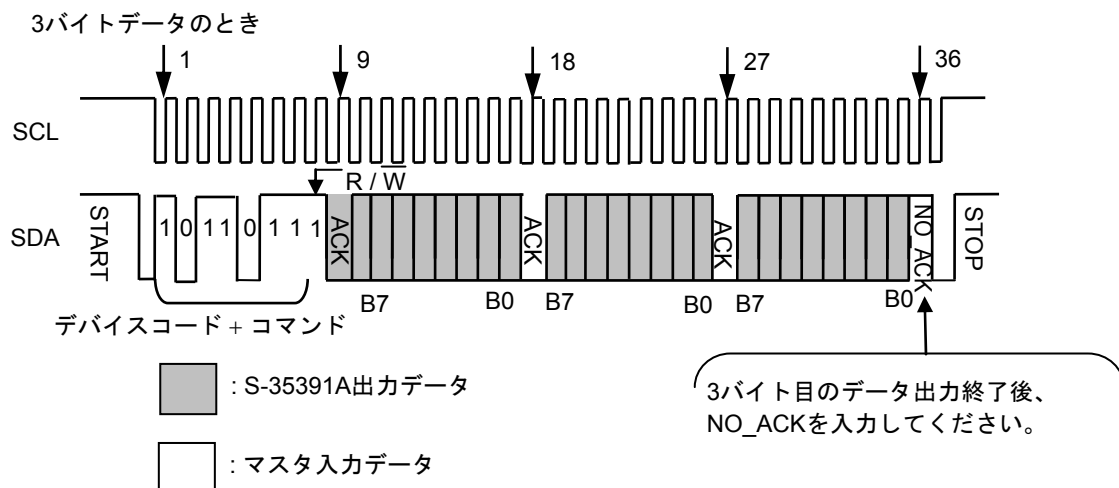 3バイトデータのとき
1 9 18 27 36
SCL
R / W
SDA
START
1 0 1 1 0 1 1 1
ACK
ACK
ACK
NO_ACK
STOP
B7 B0 B7 B0 B7 B0
デバイスコード + コマンド
: S-35391A出力データ
: マスタ入力データ
3バイト目のデータ出力終了後、
NO_ACKを入力してください。